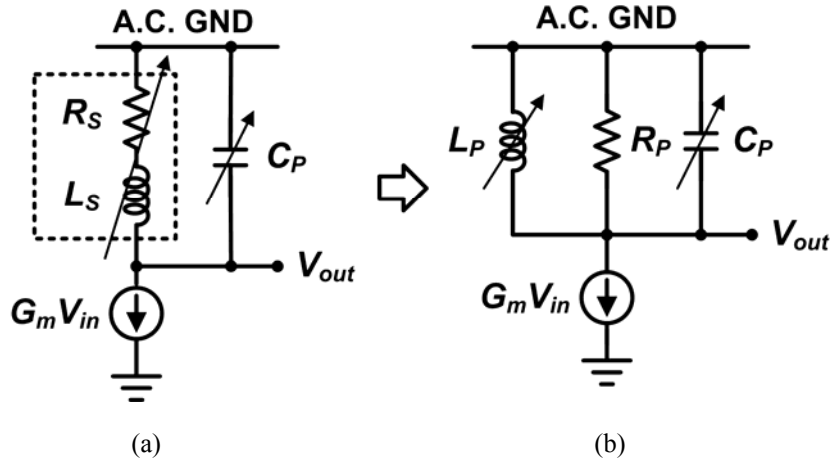 A.C. GND
A.C. GND
R_S
L_S
C_P
L_P
R_P
C_P
V_out
V_out
G_mV_in
G_mV_in
(a)
(b)